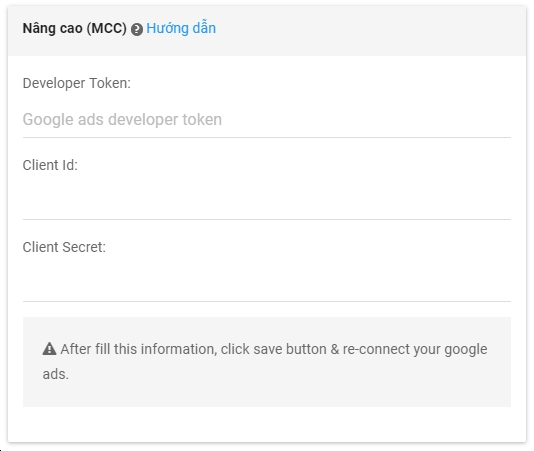 Nâng cao (MCC) ? Hướng dẫn
Developer Token:
Google ads developer token
Client Id:
Client Secret:
After fill this information, click save button & re-connect your google
ads.